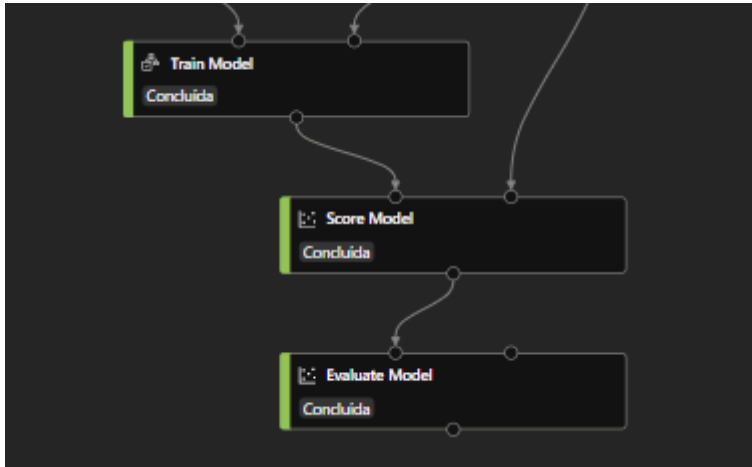 Train Model
Concluída
Score Model
Concluída
Evaluate Model
Concluída